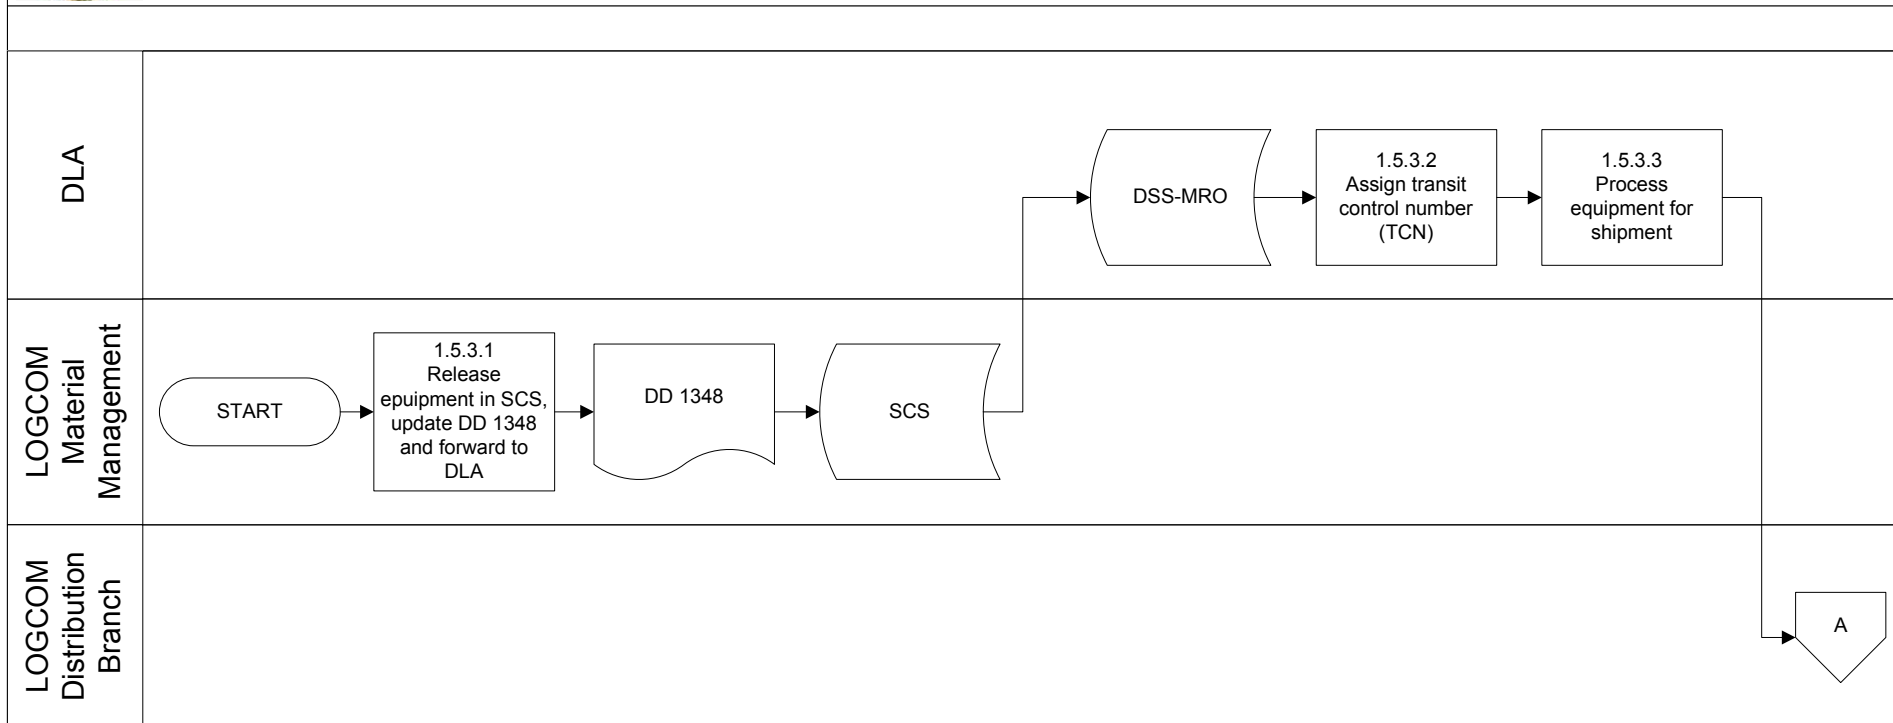 DLA
DSS-MRO
1.5.3.2
Assign transit
control number
(TCN)
1.5.3.3
Process
equipment for
shipment
LOGCOM
Material
Management
START
1.5.3.1
Release
epuipment in SCS,
update DD 1348
and forward to
DLA
DD 1348
SCS
LOGCOM
Distribution
Branch
A